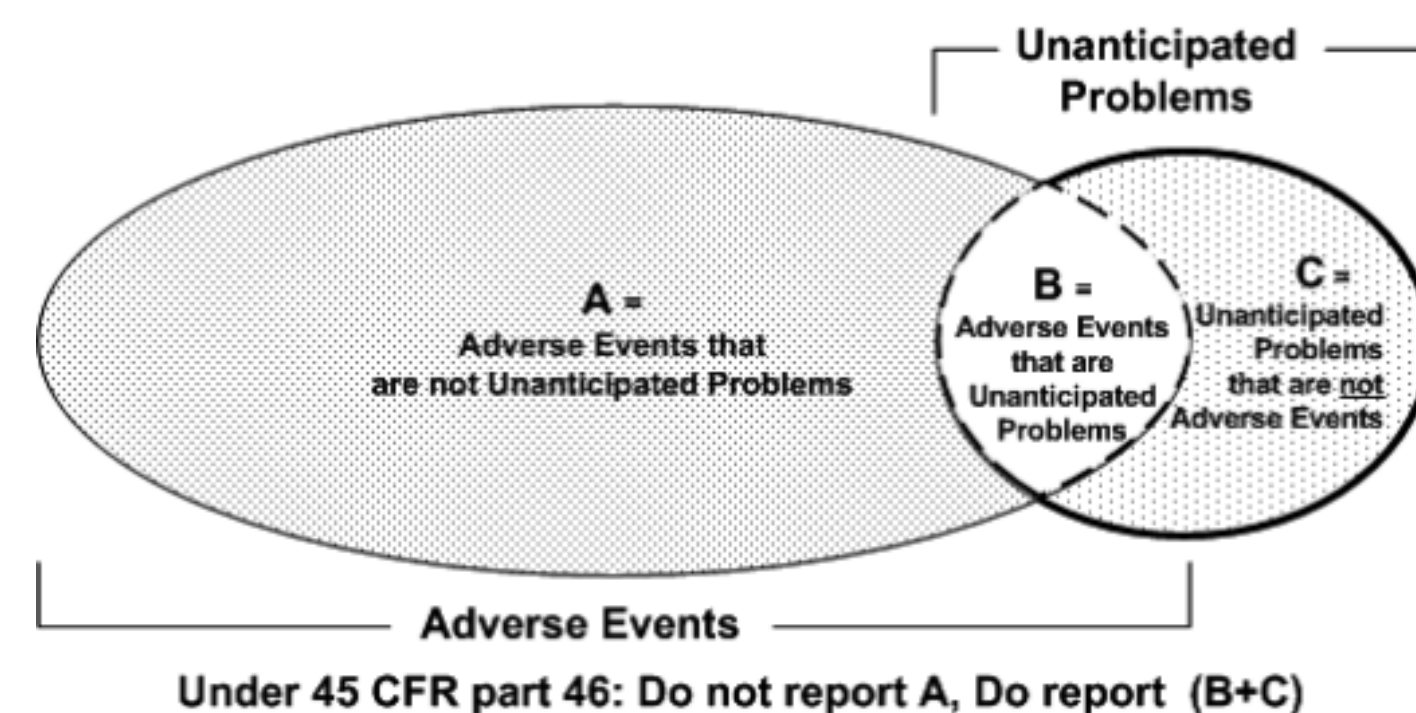 Unanticipated
Problems
A =
Adverse Events that
are not Unanticipated Problems
B =
Adverse Events
that are
Unanticipated
Problems
C =
Unanticipated
Problems
that are not
Adverse Events
Adverse Events
Under 45 CFR part 46: Do not report A, Do report (B+C)